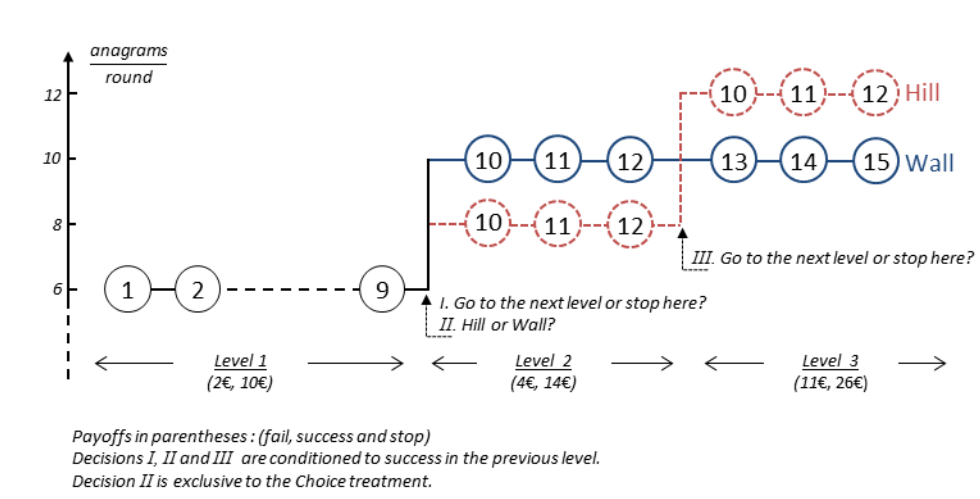 anagrams
round
12
10
8
6
10 11 12 Hill
10 11 12 13 14 15 Wall
10 11 12
III. Go to the next level or stop here?
1 2 9
I. Go to the next level or stop here?
II. Hill or Wall?
Level 1
(2€, 10€)
Level 2
(4€, 14€)
Level 3
(11€, 26€)
Payoffs in parentheses : (fail, success and stop)
Decisions I, II and III are conditioned to success in the previous level.
Decision II is exclusive to the Choice treatment.